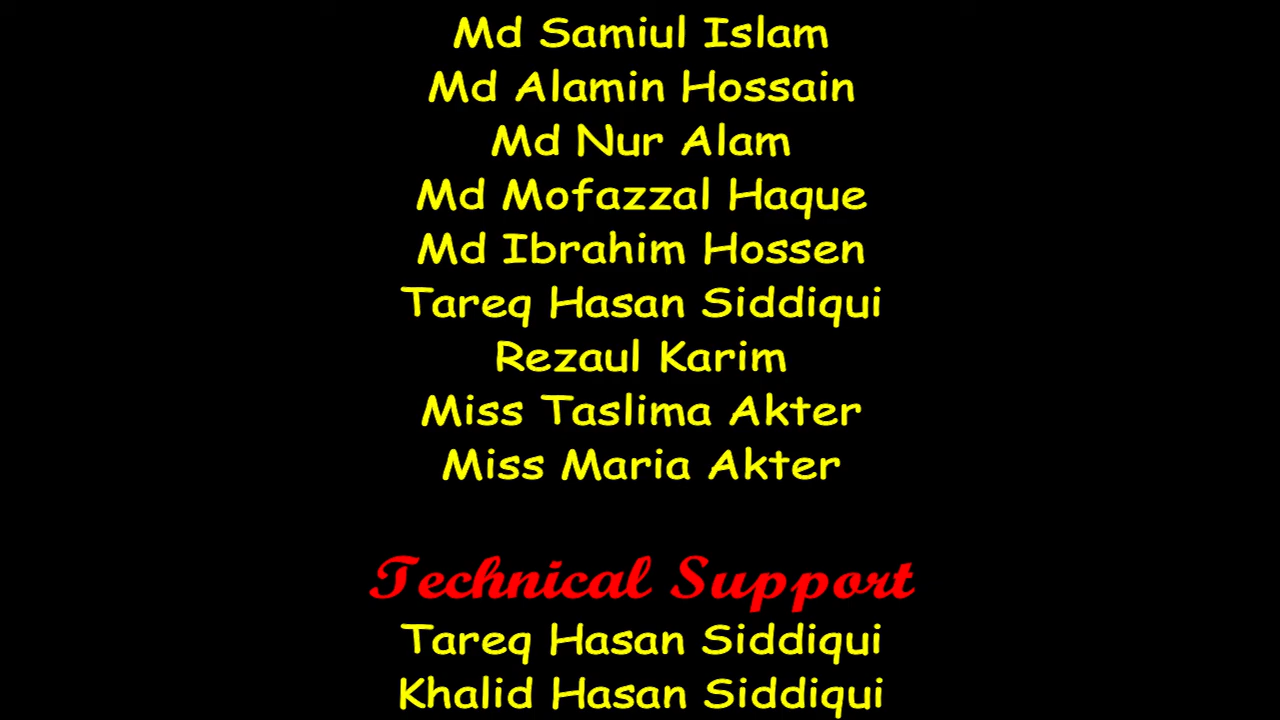 Md Samiul Islam
Md Alamin Hossain
Md Nur Alam
Md Mofazzal Haque
Md Ibrahim Hossen
Tareq Hasan Siddiqui
Rezaul Karim
Miss Taslima Akter
Miss Maria Akter
Technical Support
Tareq Hasan Siddiqui
Khalid Hasan Siddiqui